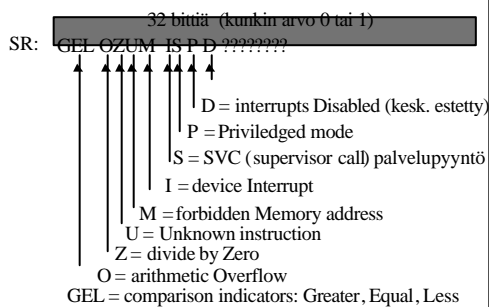 32 bittiä (kunkin arvo 0 tai 1)
SR: GEL OZUM IS P D ????????
D = interrupts Disabled (kesk. estetty)
P = Priviledged mode
S = SVC (supervisor call) palvelupyyntö
I = device Interrupt
M = forbidden Memory address
U = Unknown instruction
Z = divide by Zero
O = arithmetic Overflow
GEL = comparison indicators: Greater, Equal, Less